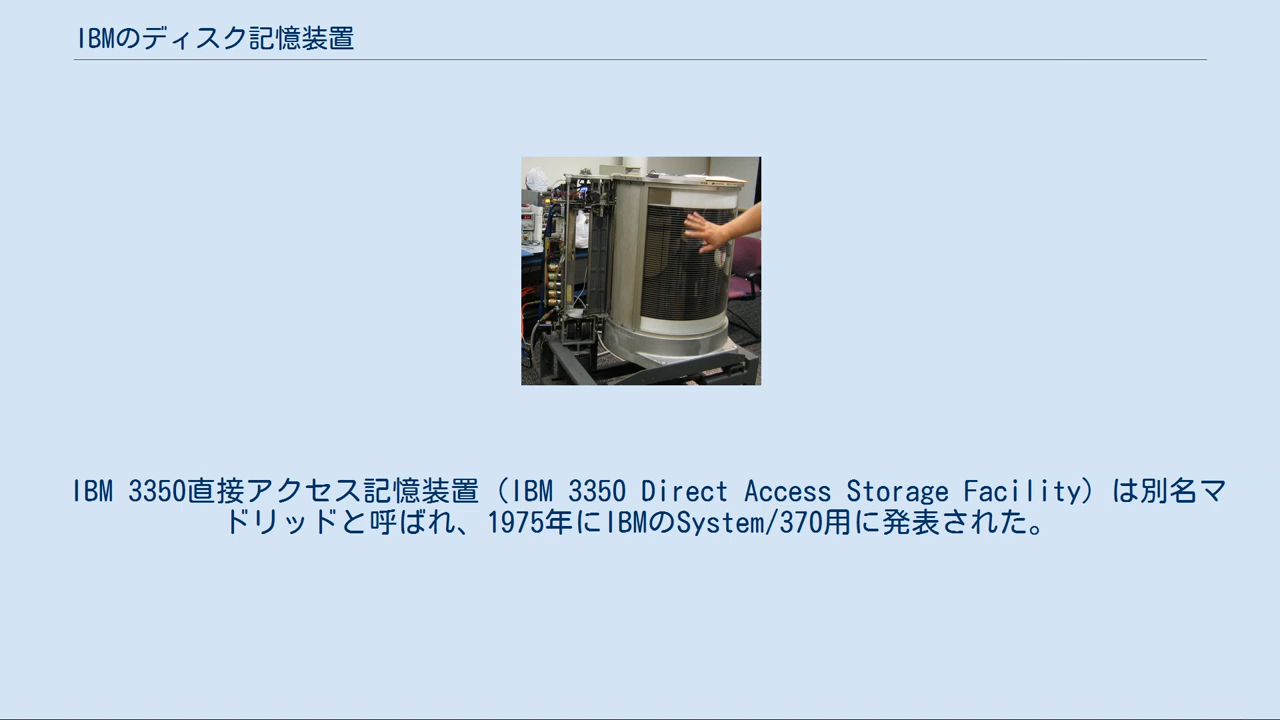 IBMのディスク記憶装置
IBM 3350直接アクセス記憶装置（IBM 3350 Direct Access Storage Facility）は別名マ
ドリッドと呼ばれ、1975年にIBMのSystem/370用に発表された。